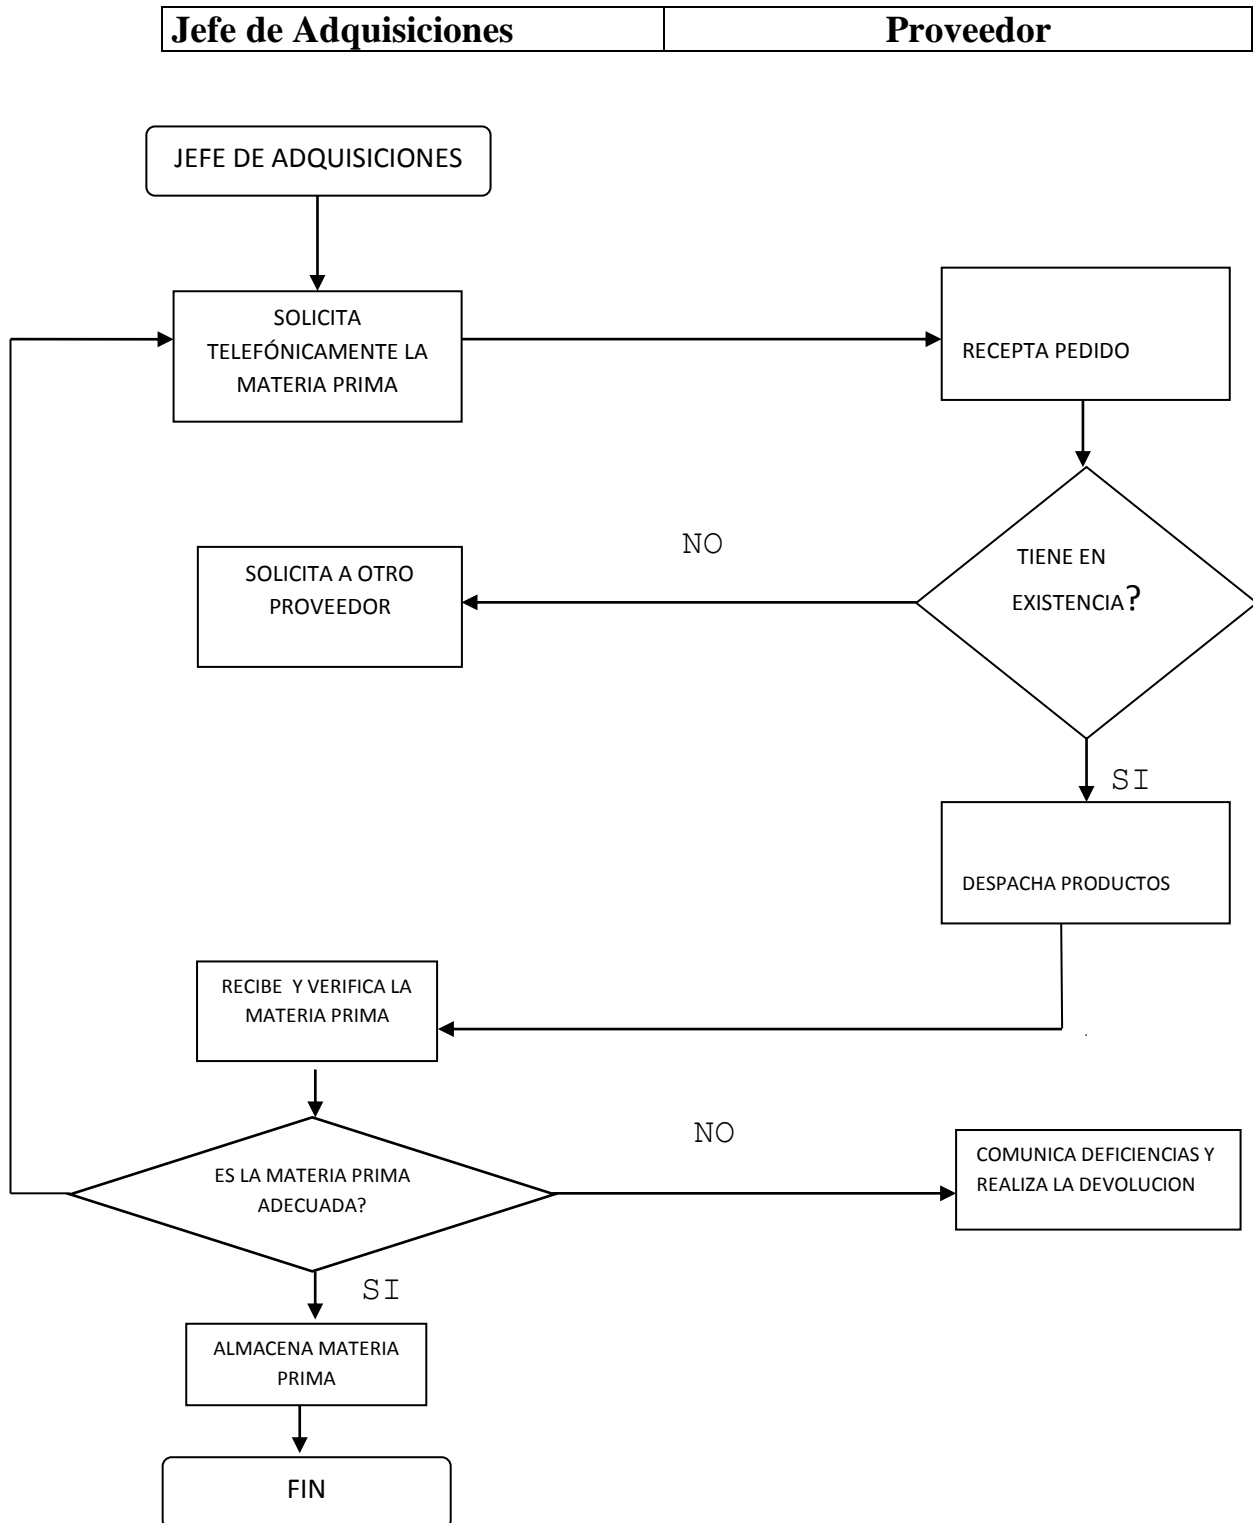 Jefe de Adquisiciones
Proveedor
JEFE DE ADQUISICIONES
SOLICITA
TELEFÓNICAMENTE LA
MATERIA PRIMA
RECEPTA PEDIDO
NO
TIENE EN
EXISTENCIA?
SOLICITA A OTRO
PROVEEDOR
SI
DESPACHA PRODUCTOS
RECIBE Y VERIFICA LA
MATERIA PRIMA
NO
ES LA MATERIA PRIMA
ADECUADA?
COMUNICA DEFICIENCIAS Y
REALIZA LA DEVOLUCION
SI
ALMACENA MATERIA
PRIMA
FIN